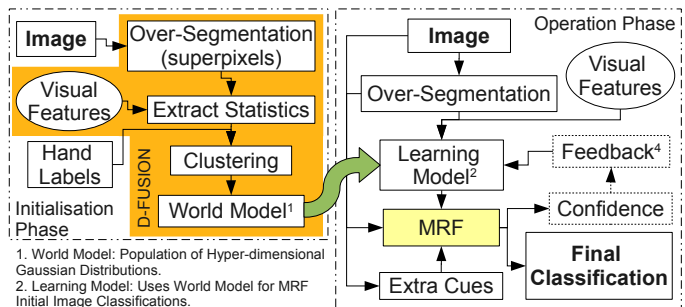 Image
Over-Segmentation
(superpixels)
Visual
Features
Extract Statistics
Hand
Labels
Clustering
D-FUSION
World Model1
Initialisation
Phase
1. World Model: Population of Hyper-dimensional
Gaussian Distributions.
2. Learning Model: Uses World Model for MRF
Initial Image Classifications.
Operation Phase
Image
Visual
Features
Over-Segmentation
Learning
Model2
Feedback4
Confidence
MRF
Final
Classification
Extra Cues